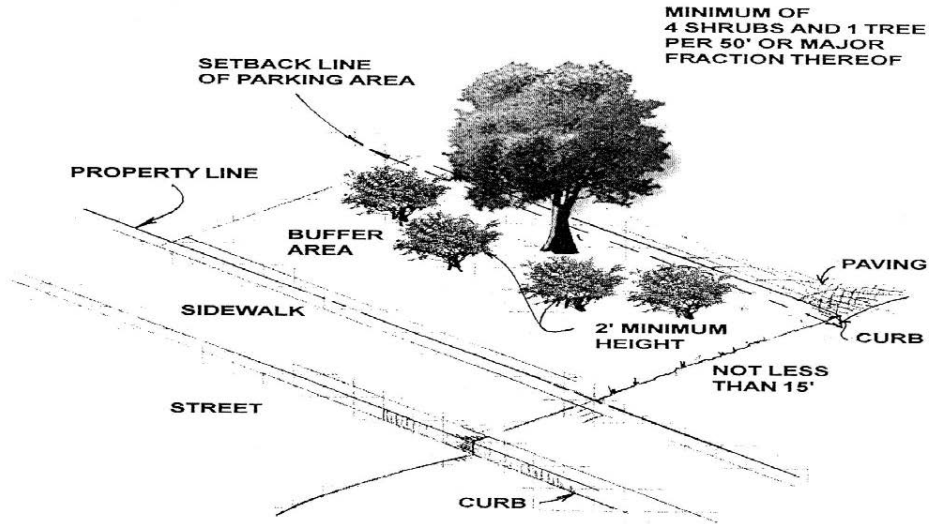 MINIMUM OF
4 SHRUBS AND 1 TREE
PER 50' OR MAJOR
FRACTION THEREOF
SETBACK LINE
OF PARKING AREA
PROPERTY LINE
BUFFER
AREA
PAVING
SIDEWALK
2' MINIMUM
HEIGHT
CURB
NOT LESS
THAN 15'
STREET
CURB